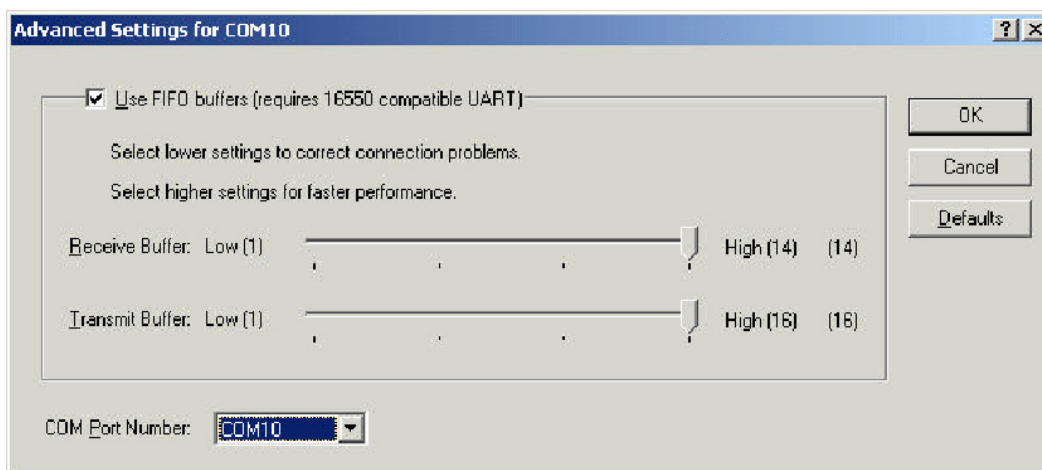 Advanced Settings for COM10
? ×
Use FIFO buffers (requires 16550 compatible UART)
OK
Select lower settings to correct connection problems.
Cancel
Select higher settings for faster performance.
Defaults
Receive Buffer: Low (1) High (14) (14)
Transmit Buffer: Low (1) High (16) (16)
COM Port Number: COM10